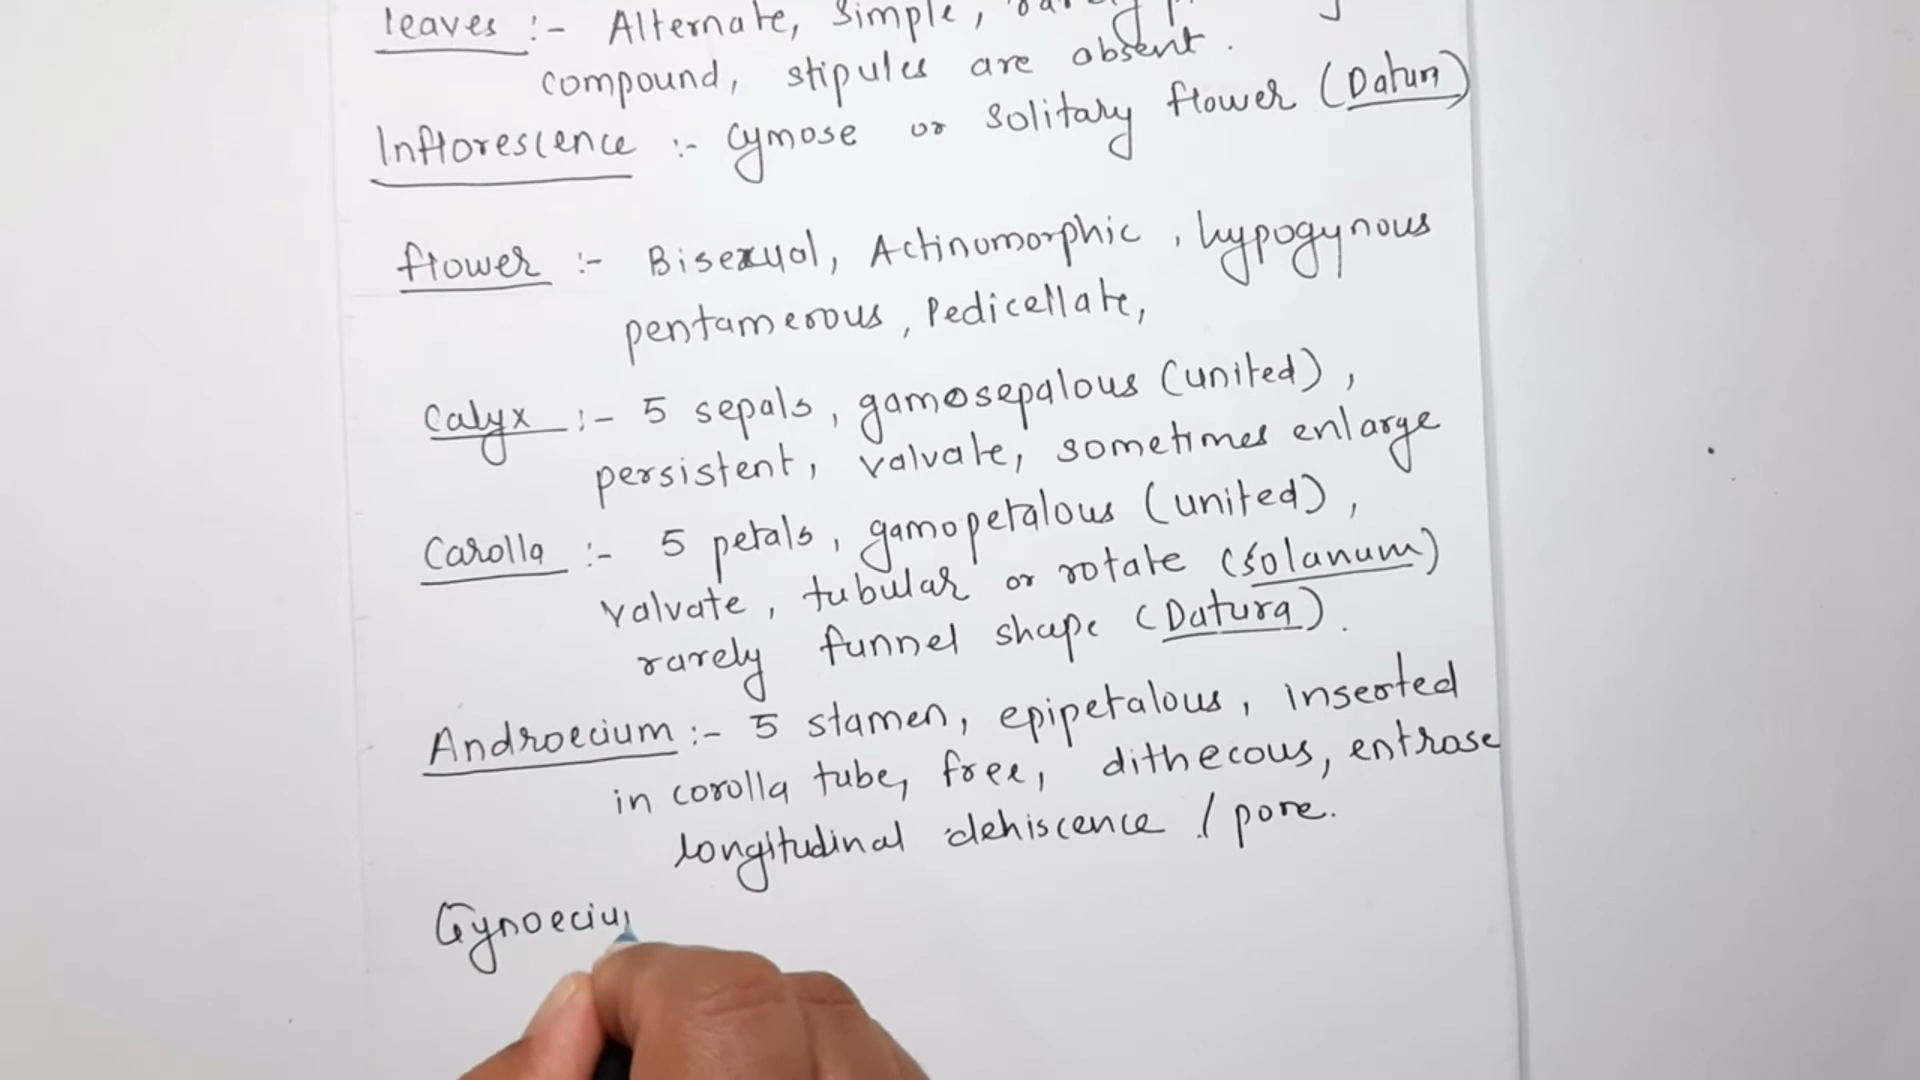 leaves :- Alternate, Simple,
compound, stipules are absent.
Inflorescence :- Cymose or Solitary flower (Datura)
flower :- Bisexual, Actinomorphic, hypogynous
pentamerous, Pedicellate,
Calyx :- 5 sepals, gamosepalous (united),
persistent, valvate, sometimes enlarge
Carolla :- 5 petals, gamopetalous (united),
valvate, tubular or rotate (Solanum)
rarely funnel shape (Datura).
Androecium :- 5 stamen, epipetalous, inserted
in corolla tube, free, dithecous, entrose
longitudinal dehiscence / pore.
Gynoeciu